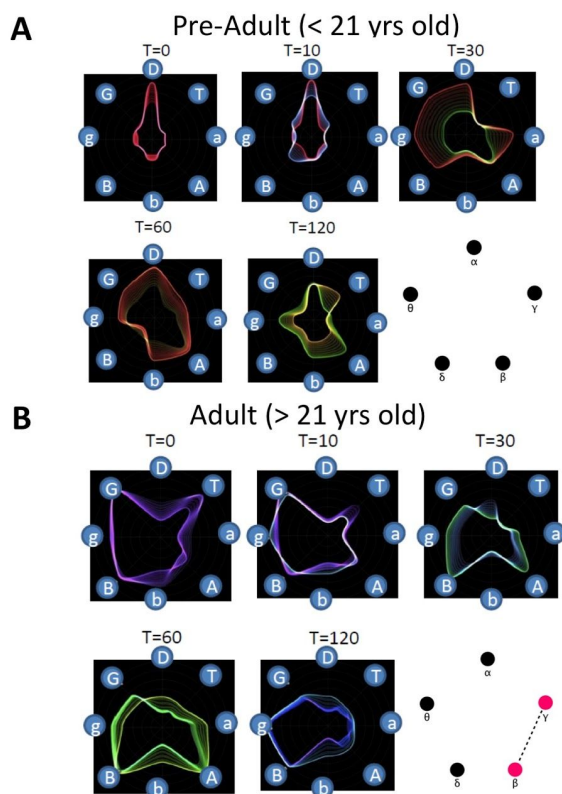 A
Pre-Adult (< 21 yrs old)
T=0 T=10 T=30
D D D
G T G T G T
g a g a g a
B A B A B A
b b b
T=60 T=120
D D
G T G T
g a g a
B A B A
b b
α
θ γ
δ β
B
Adult (> 21 yrs old)
T=0 T=10 T=30
D D D
G T G T G T
g a g a g a
B A B A B A
b b b
T=60 T=120
D D
G T G T
g a g a
B A B A
b b
α
θ γ
δ β